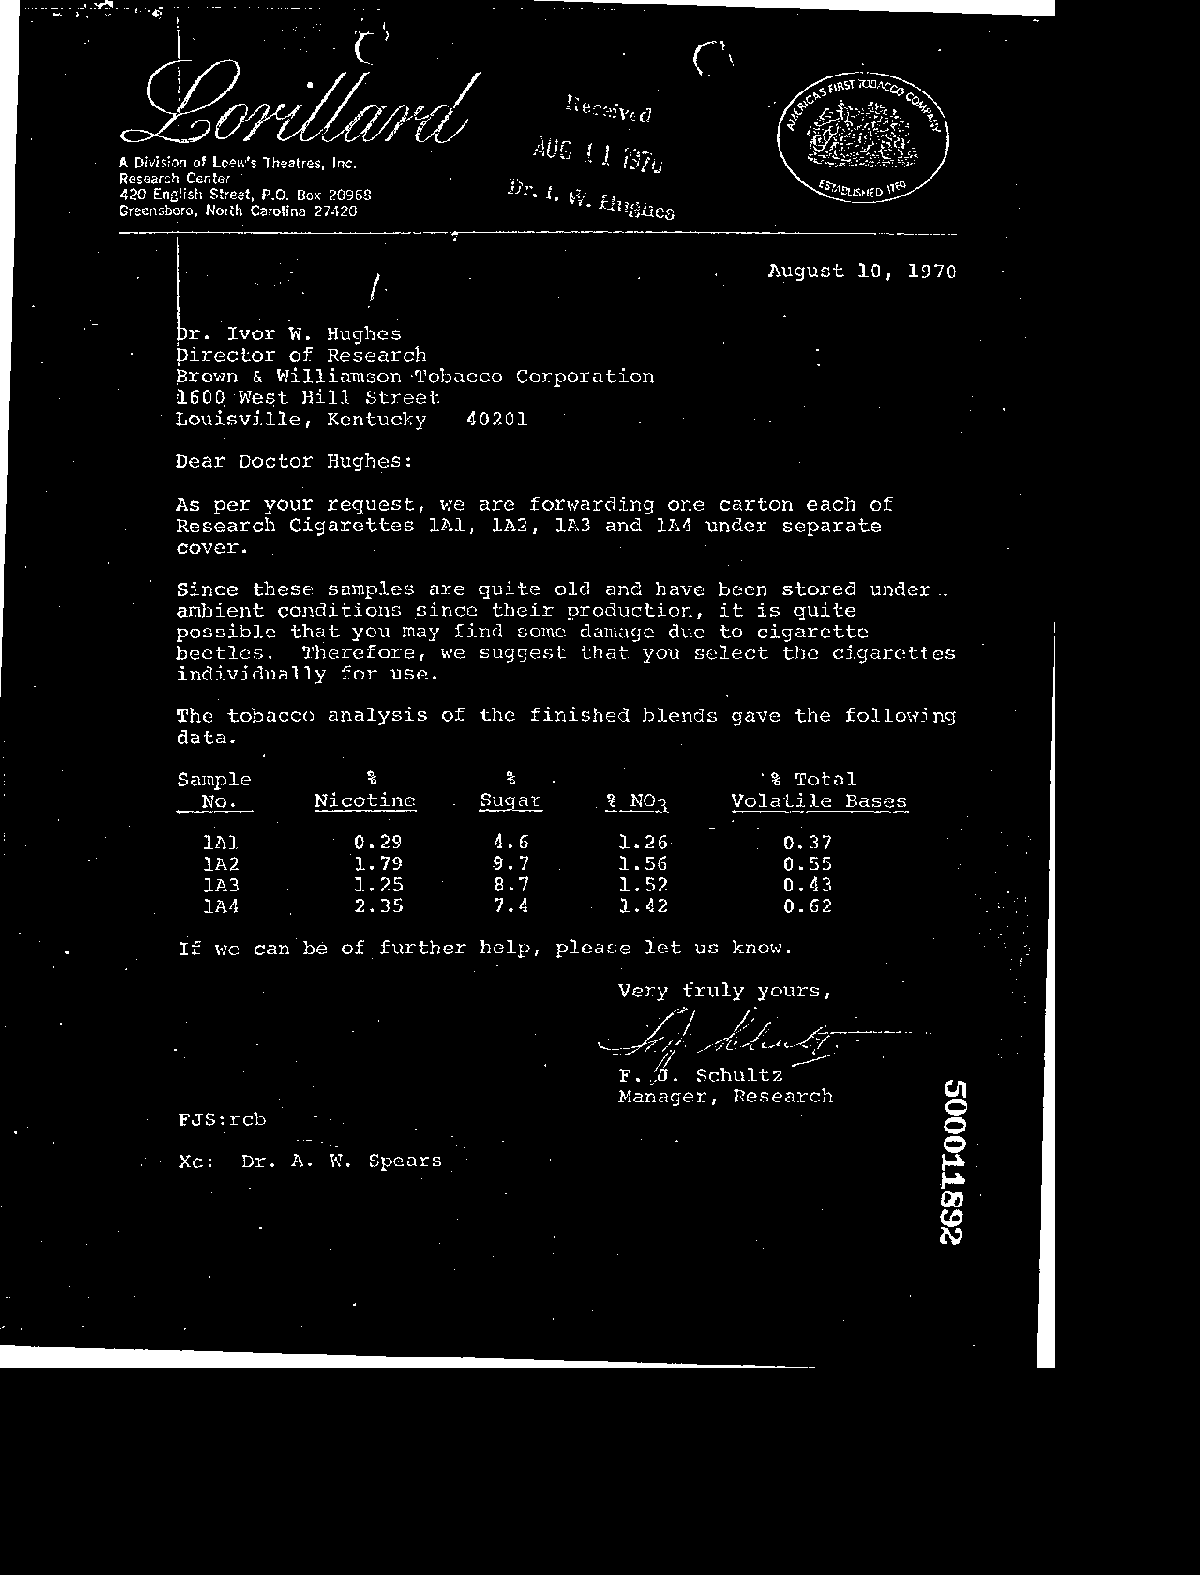 Lorillard
A Division of Loew's Theatres, Inc.
Research Center
420 English Street, P.O. Box 20968
Greensboro, North Carolina 27420
Received
AUG 11 1970
Dr. I. W. Hughes
AMERICA'S FIRST TOBACCO COMPANY
ESTABLISHED 1760
August 10, 1970
Dr. Ivor W. Hughes
Director of Research
Brown & Williamson Tobacco Corporation
1600 West Hill Street
Louisville, Kentucky 40201
Dear Doctor Hughes:
As per your request, we are forwarding one carton each of
Research Cigarettes 1A1, 1A2, 1A3 and 1A4 under separate
cover.
Since these samples are quite old and have been stored under
ambient conditions since their production, it is quite
possible that you may find some damage due to cigarette
beetles. Therefore, we suggest that you select the cigarettes
individually for use.
The tobacco analysis of the finished blends gave the following
data.
Sample % % % Total
No. Nicotine Sugar % NO3 Volatile Bases
1A1 0.29 4.6 1.26 0.37
1A2 1.79 9.7 1.56 0.55
1A3 1.25 8.7 1.52 0.43
1A4 2.35 7.4 1.42 0.62
If we can be of further help, please let us know.
Very truly yours,
F. J. Schultz
F. J. Schultz
Manager, Research
FJS:rcb
Xc: Dr. A. W. Spears
500011892